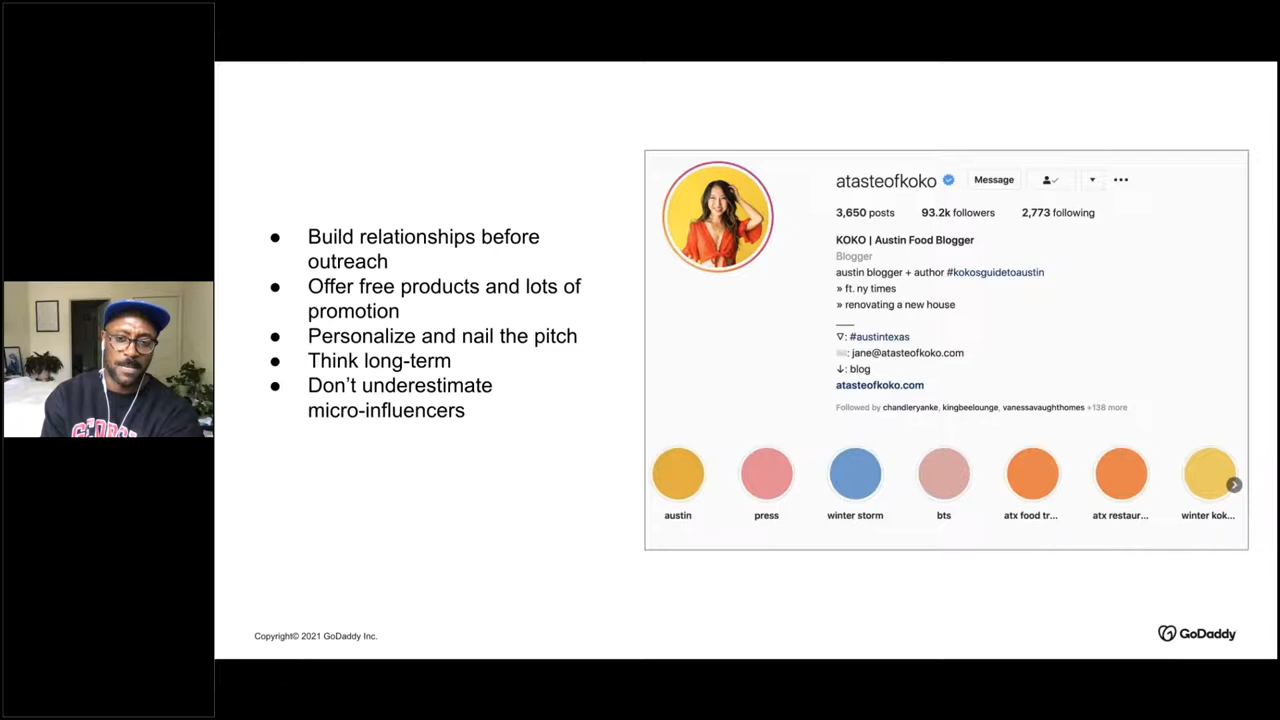 ● Build relationships before
outreach
● Offer free products and lots of
promotion
● Personalize and nail the pitch
● Think long-term
● Don’t underestimate
micro-influencers
atasteofkoko Message
3,650 posts 93.2k followers 2,773 following
KOKO | Austin Food Blogger
Blogger
austin blogger + author #kokosguidetoaustin
» ft. ny times
» renovating a new house
____
▽: #austintexas
: jane@atasteofkoko.com
↓: blog
atasteofkoko.com
Followed by chandleryanke, kingbeelounge, vanessavaughthomes +138 more
austin press winter storm bts atx food tr... atx restaur... winter kok...
Copyright© 2021 GoDaddy Inc.
GoDaddy